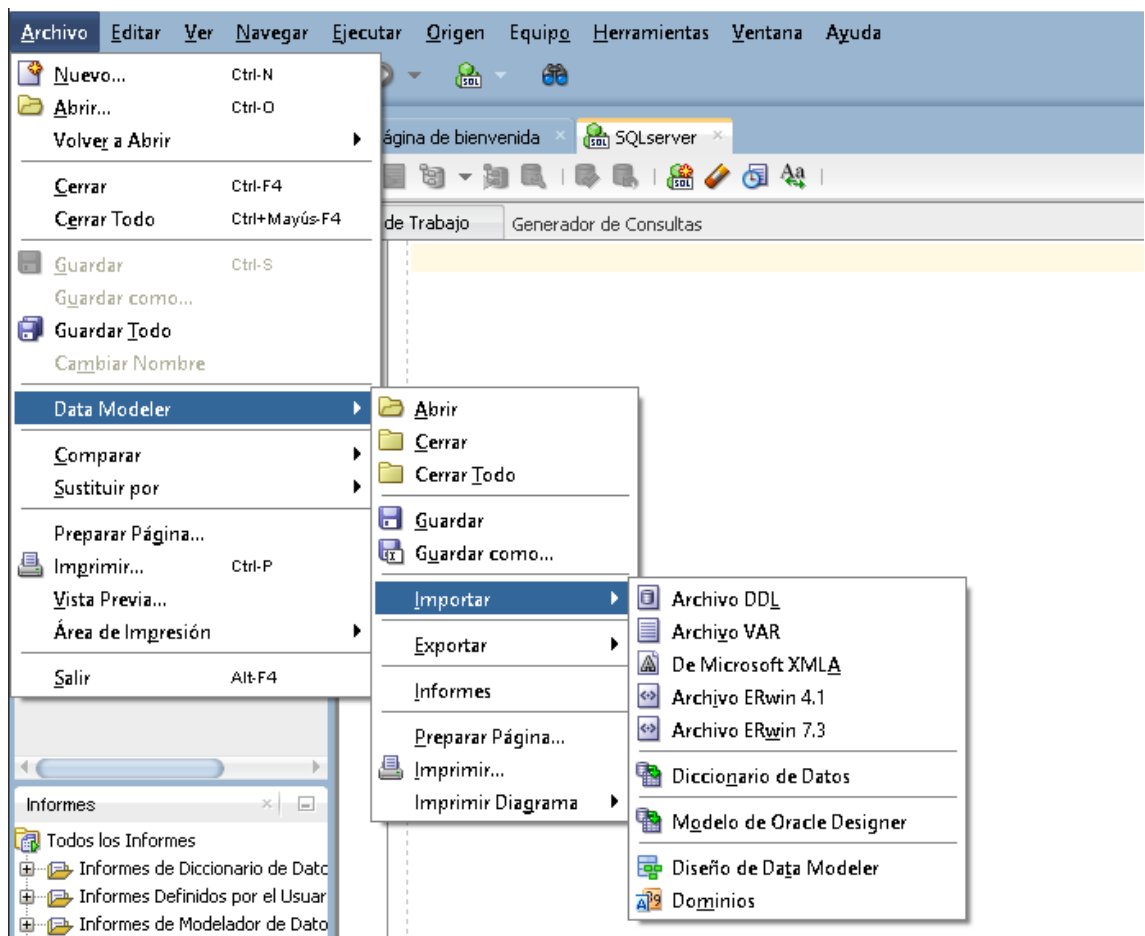 Archivo Editar Ver Navegar Ejecutar Origen Equipo Herramientas Ventana Ayuda
Nuevo... Ctrl-N
Abrir... Ctrl-O
Volver a Abrir
Cerrar Ctrl-F4
Cerrar Todo Ctrl+Mayús-F4
Guardar Ctrl-S
Guardar como...
Guardar Todo
Cambiar Nombre
Data Modeler
Comparar
Sustituir por
Preparar Página...
Imprimir... Ctrl-P
Vista Previa...
Área de Impresión
Salir Alt-F4
ágina de bienvenida SQLserver
de Trabajo Generador de Consultas
Abrir
Cerrar
Cerrar Todo
Guardar
Guardar como...
Importar
Exportar
Informes
Preparar Página...
Imprimir...
Imprimir Diagrama
Archivo DDL
Archivo VAR
De Microsoft XMLA
Archivo ERwin 4.1
Archivo ERwin 7.3
Diccionario de Datos
Modelo de Oracle Designer
Diseño de Data Modeler
Dominios
Informes
Todos los Informes
Informes de Diccionario de Datc
Informes Definidos por el Usuar
Informes de Modelador de Dato